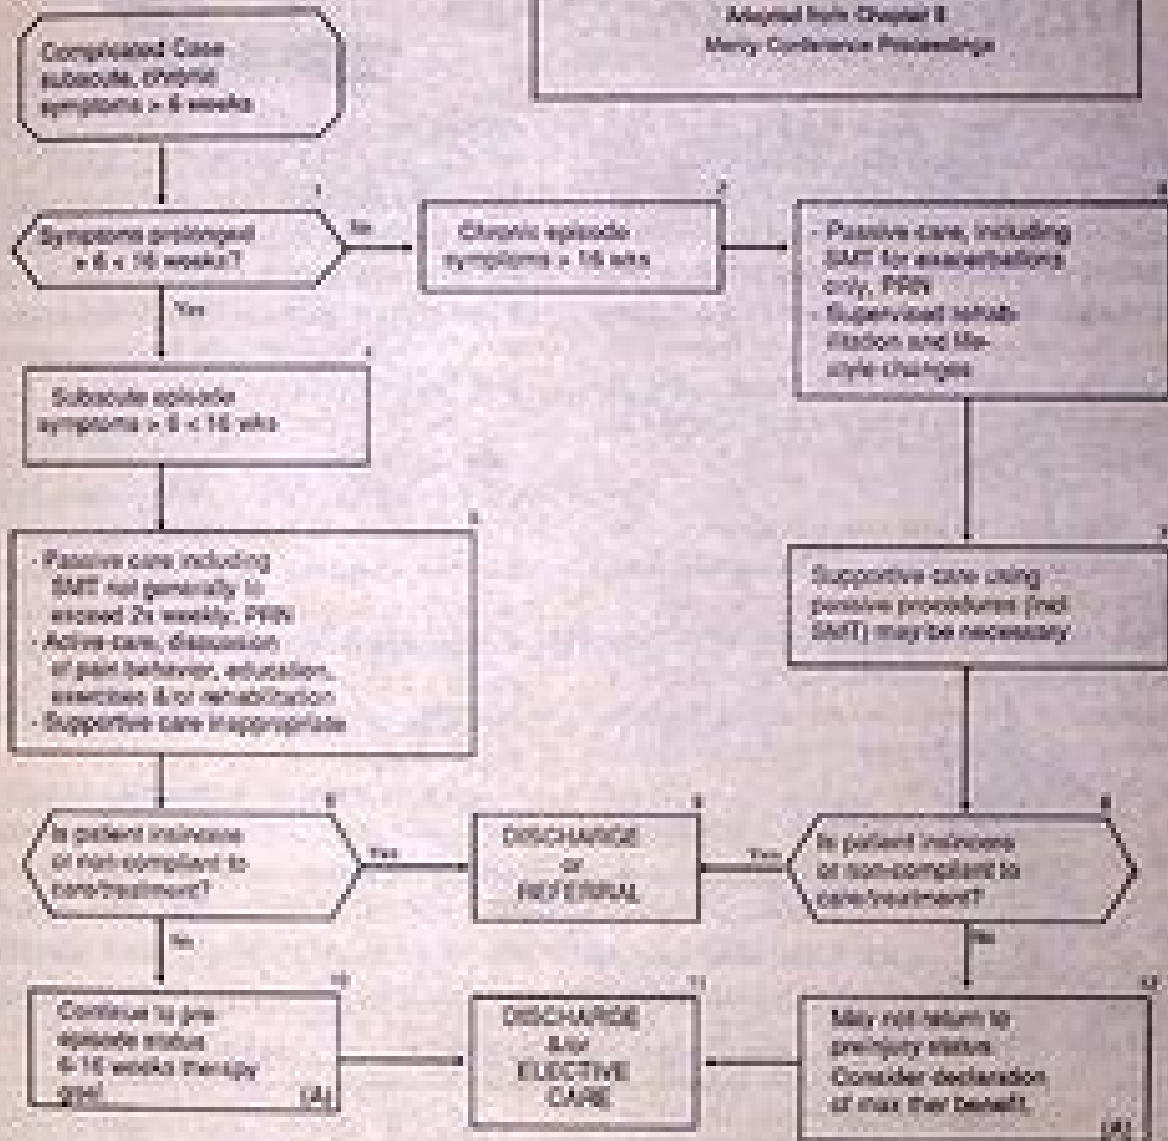 Adapted from Chapter 8
Mercy Conference Proceedings
Complicated Case
subacute, chronic
symptoms > 6 weeks
1
Symptoms prolonged
> 6 < 16 weeks?
No
Yes
Chronic episode
symptoms > 16 wks
- Passive care, including
SMT for exacerbations
only, PRN
- Supervised rehab-
ilitation and life-
style changes
Subacute episode
symptoms > 6 < 16 wks
- Passive care including
SMT not generally to
exceed 2x weekly, PRN
- Active care, discussion
of pain behavior, education,
exercises &/or rehabilitation
- Supportive care inappropriate
Supportive care using
passive procedures (incl
SMT) may be necessary
Is patient insincere
or non-compliant to
care/treatment?
Yes
No
DISCHARGE
or
REFERRAL
Yes
Is patient insincere
or non-compliant to
care/treatment?
No
10
Continue to pre-
episode status
6-16 weeks therapy
goal
(A)
11
DISCHARGE
&/or
ELECTIVE
CARE
12
May not return to
preinjury status
Consider declaration
of max ther benefit.
(A)